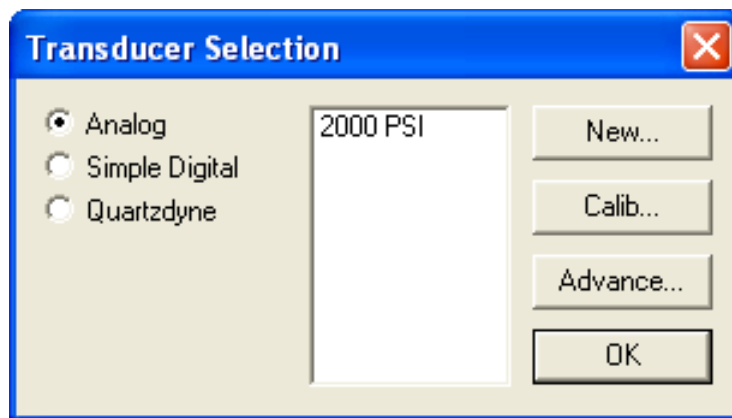 Transducer Selection
Analog
Simple Digital
Quartzdyne
2000 PSI
New...
Calib...
Advance...
OK